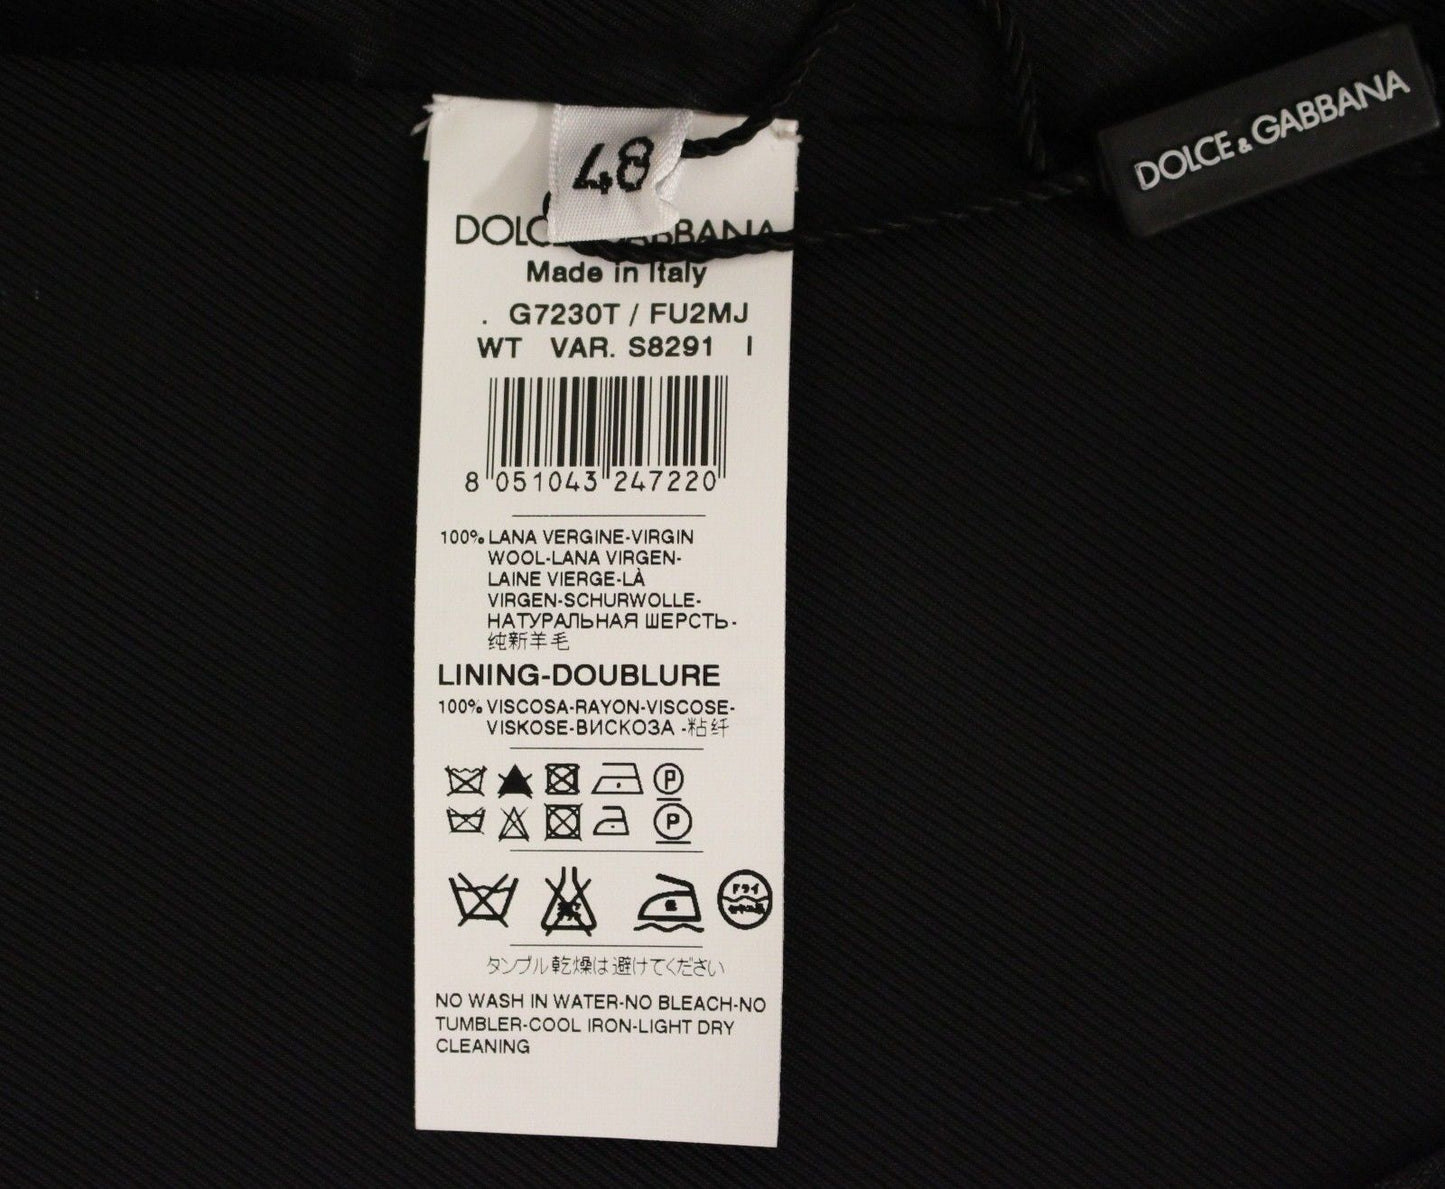 48
DOLCE & GABBANA
DOLCE & GABBANA
Made in Italy
. G7230T / FU2MJ
WT VAR. S8291 I
8 051043 247220
100% LANA VERGINE-VIRGIN
WOOL-LANA VIRGEN-
LAINE VIERGE-LÀ
VIRGEN-SCHURWOLLE-
НАТУРАЛЬНАЯ ШЕРСТЬ-
纯新羊毛
LINING-DOUBLURE
100% VISCOSA-RAYON-VISCOSE-
VISKOSE-ВИСКОЗА -粘纤
P
P
ドライ
タンブル乾燥は避けてください
NO WASH IN WATER-NO BLEACH-NO
TUMBLER-COOL IRON-LIGHT DRY
CLEANING